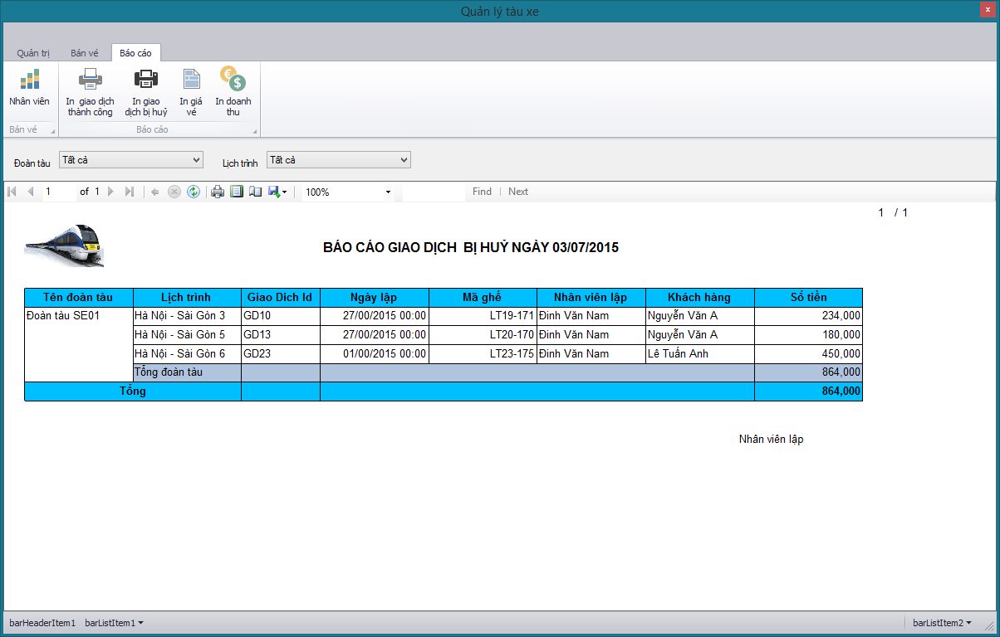 Quản lý tàu xe
x
Quản trị Bán vé Báo cáo
Nhân viên
In giao dịch thành công
In giao dịch bị huỷ
In giá vé
In doanh thu
Bán vé Báo cáo
Đoàn tàu Tất cả Lịch trình Tất cả
1 of 1 100% Find | Next
1 / 1
BÁO CÁO GIAO DỊCH BỊ HUỶ NGÀY 03/07/2015
Tên đoàn tàu Lịch trình Giao Dich Id Ngày lập Mã ghế Nhân viên lập Khách hàng Số tiền
Đoàn tàu SE01 Hà Nội - Sài Gòn 3 GD10 27/00/2015 00:00 LT19-171 Đinh Văn Nam Nguyễn Văn A 234,000
Hà Nội - Sài Gòn 5 GD13 27/00/2015 00:00 LT20-170 Đinh Văn Nam Nguyễn Văn A 180,000
Hà Nội - Sài Gòn 6 GD23 01/00/2015 00:00 LT23-175 Đinh Văn Nam Lê Tuấn Anh 450,000
Tổng đoàn tàu 864,000
Tổng 864,000
Nhân viên lập
barHeaderItem1 barListItem1 barListItem2